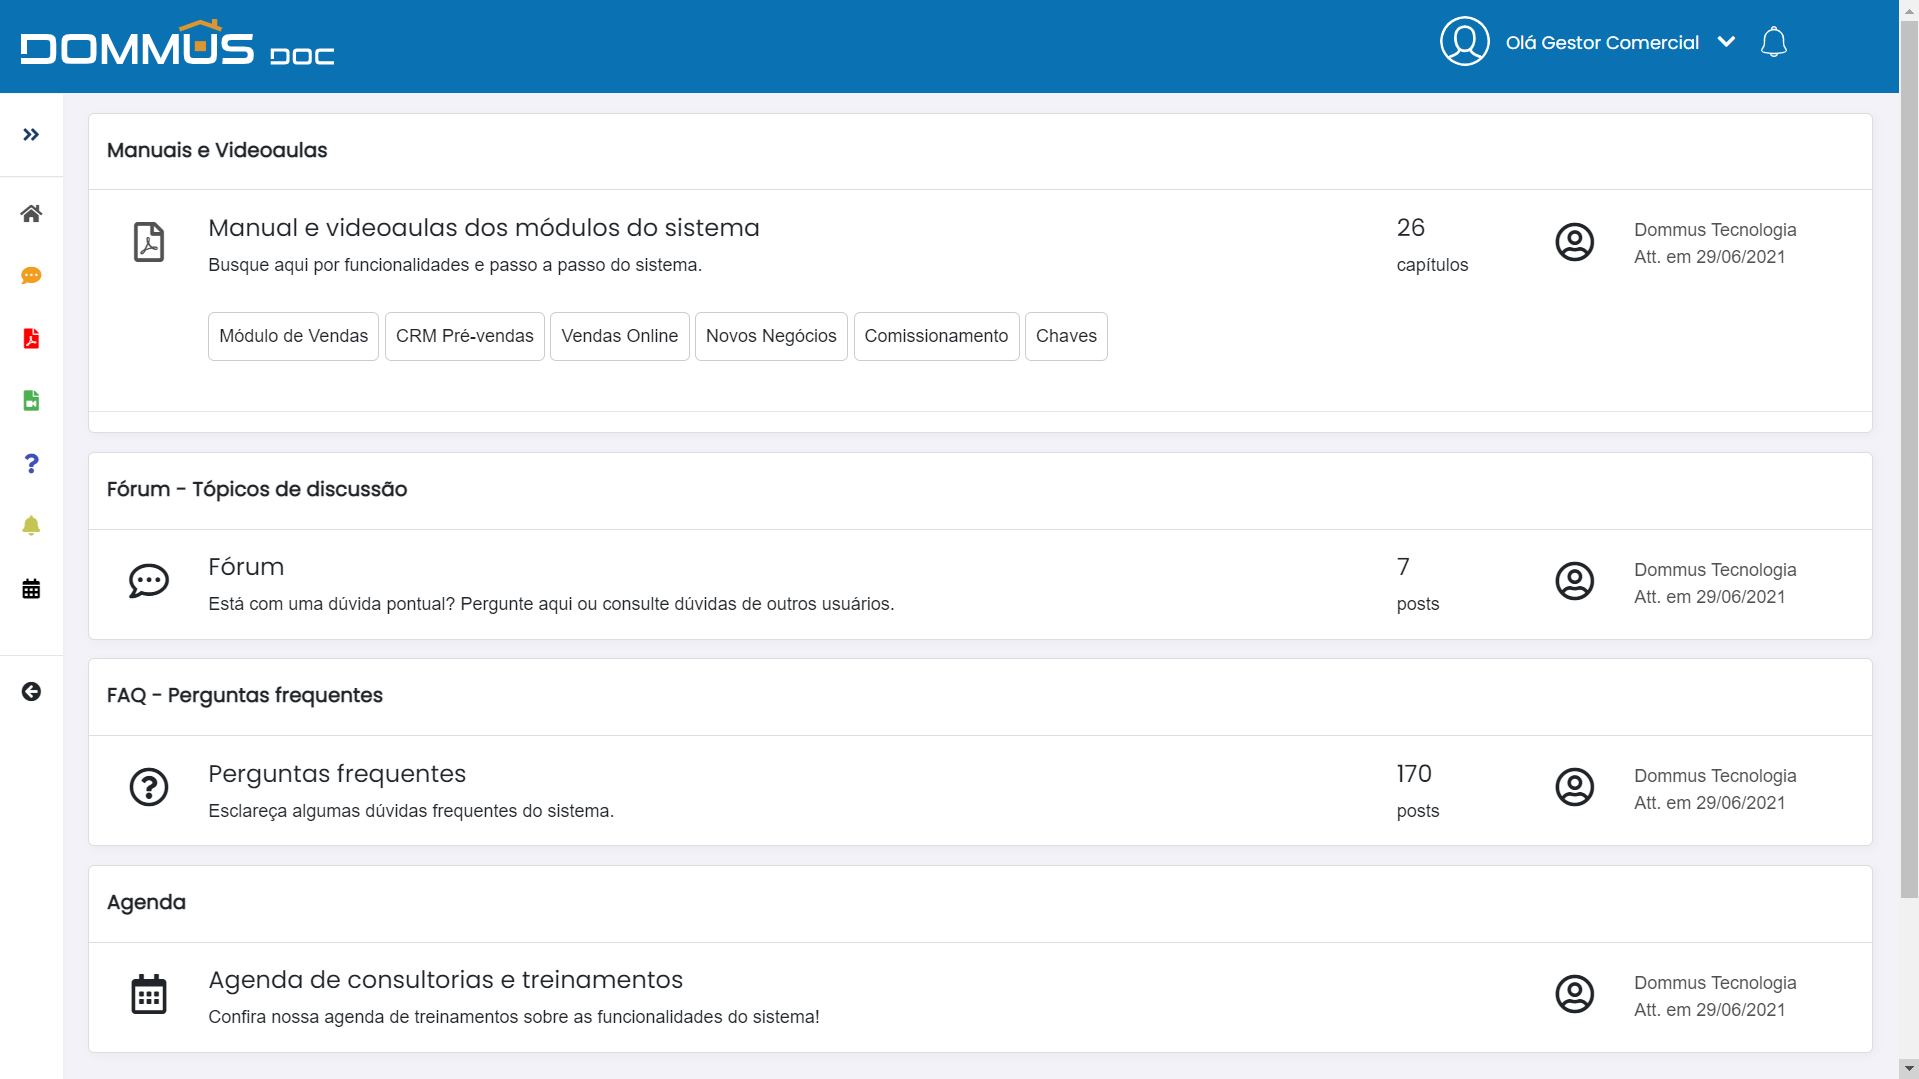 DOMMUS DOC
Olá Gestor Comercial
Manuais e Videoaulas
Manual e videoaulas dos módulos do sistema
Busque aqui por funcionalidades e passo a passo do sistema.
26
capítulos
Dommus Tecnologia
Att. em 29/06/2021
Módulo de Vendas
CRM Pré-vendas
Vendas Online
Novos Negócios
Comissionamento
Chaves
Fórum - Tópicos de discussão
Fórum
Está com uma dúvida pontual? Pergunte aqui ou consulte dúvidas de outros usuários.
7
posts
Dommus Tecnologia
Att. em 29/06/2021
FAQ - Perguntas frequentes
Perguntas frequentes
Esclareça algumas dúvidas frequentes do sistema.
170
posts
Dommus Tecnologia
Att. em 29/06/2021
Agenda
Agenda de consultorias e treinamentos
Confira nossa agenda de treinamentos sobre as funcionalidades do sistema!
Dommus Tecnologia
Att. em 29/06/2021